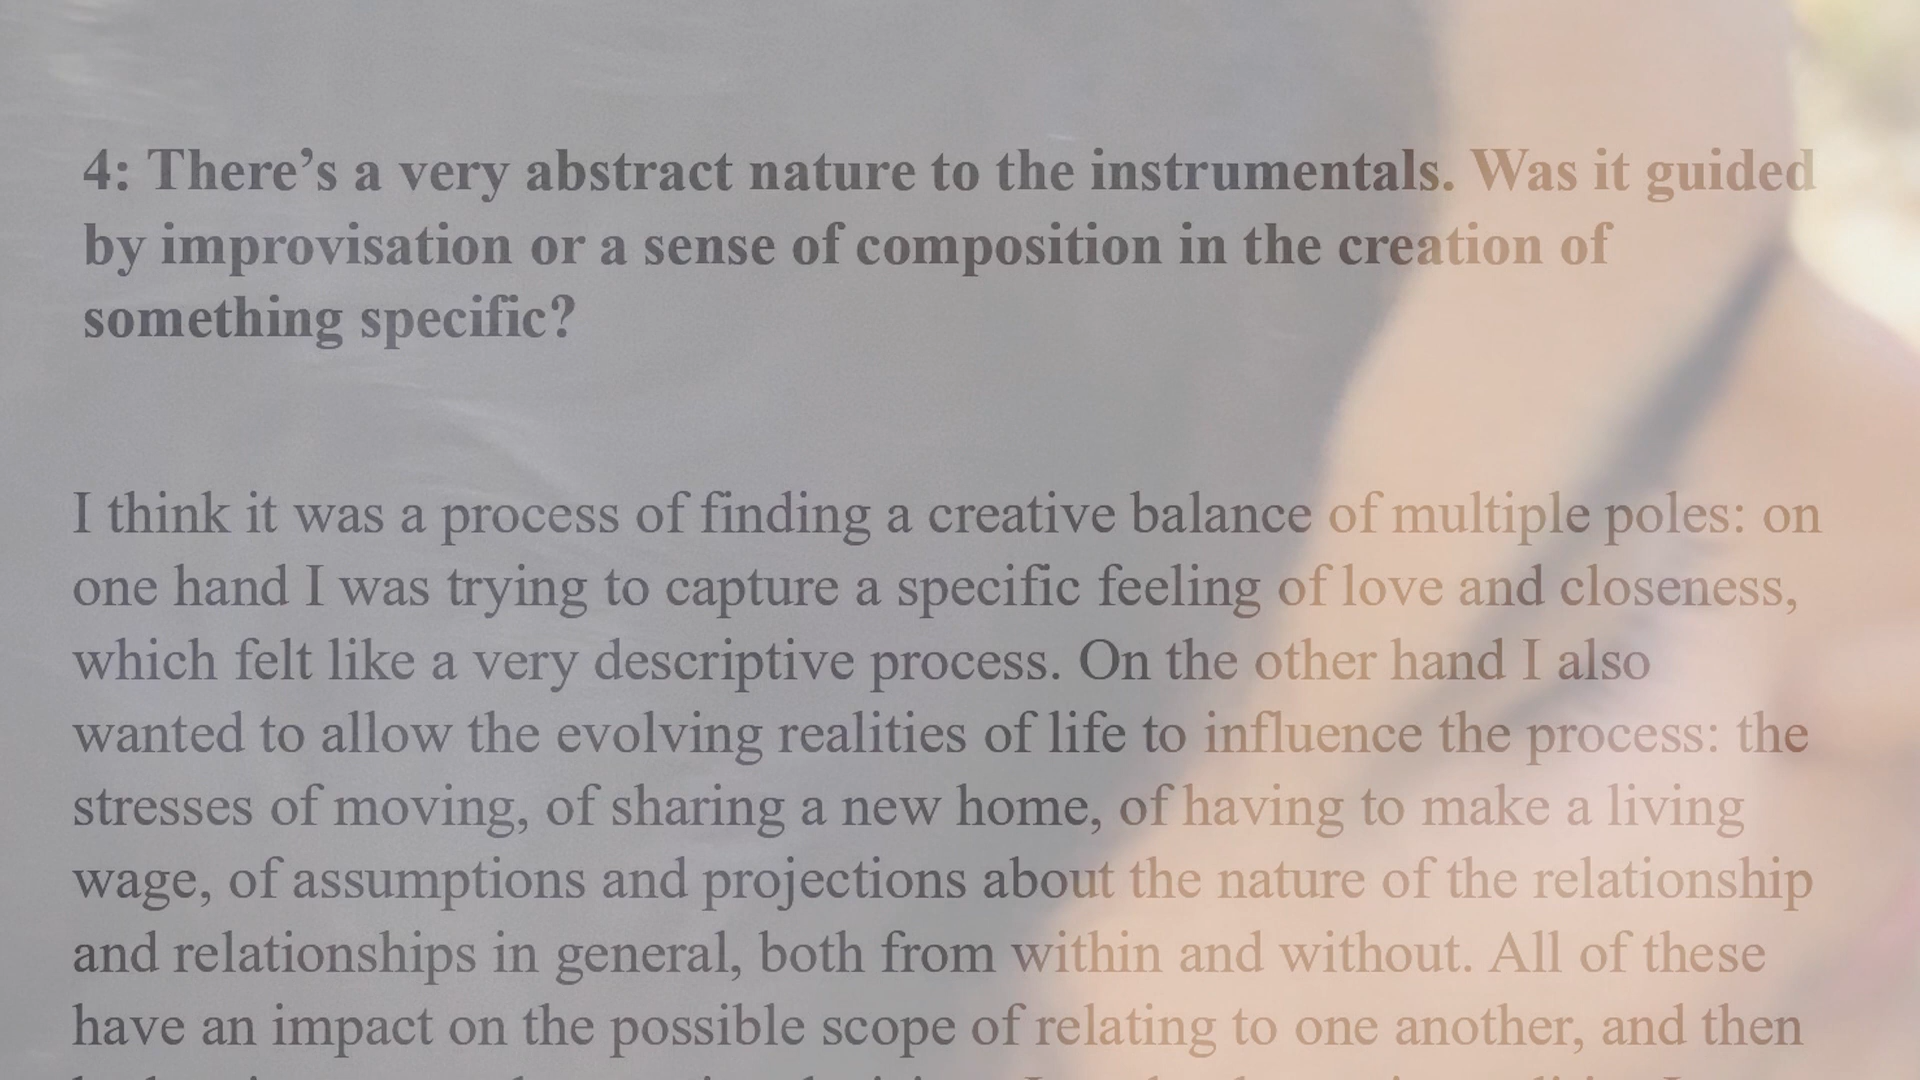 4: There’s a very abstract nature to the instrumentals. Was it guided
by improvisation or a sense of composition in the creation of
something specific?
I think it was a process of finding a creative balance of multiple poles: on
one hand I was trying to capture a specific feeling of love and closeness,
which felt like a very descriptive process. On the other hand I also
wanted to allow the evolving realities of life to influence the process: the
stresses of moving, of sharing a new home, of having to make a living
wage, of assumptions and projections about the nature of the relationship
and relationships in general, both from within and without. All of these
have an impact on the possible scope of relating to one another, and then